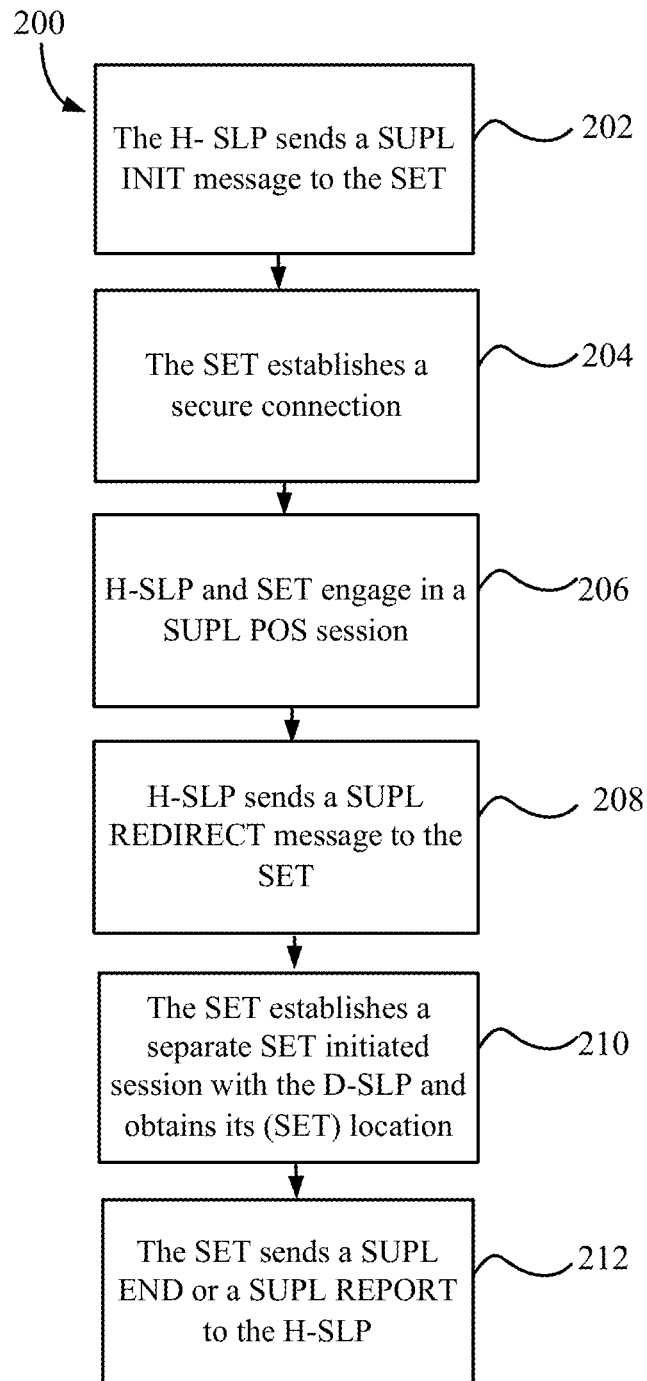 200
The H- SLP sends a SUPL
INIT message to the SET
202
The SET establishes a
secure connection
204
H-SLP and SET engage in a
SUPL POS session
206
H-SLP sends a SUPL
REDIRECT message to the
SET
208
The SET establishes a
separate SET initiated
session with the D-SLP and
obtains its (SET) location
210
The SET sends a SUPL
END or a SUPL REPORT
to the H-SLP
212